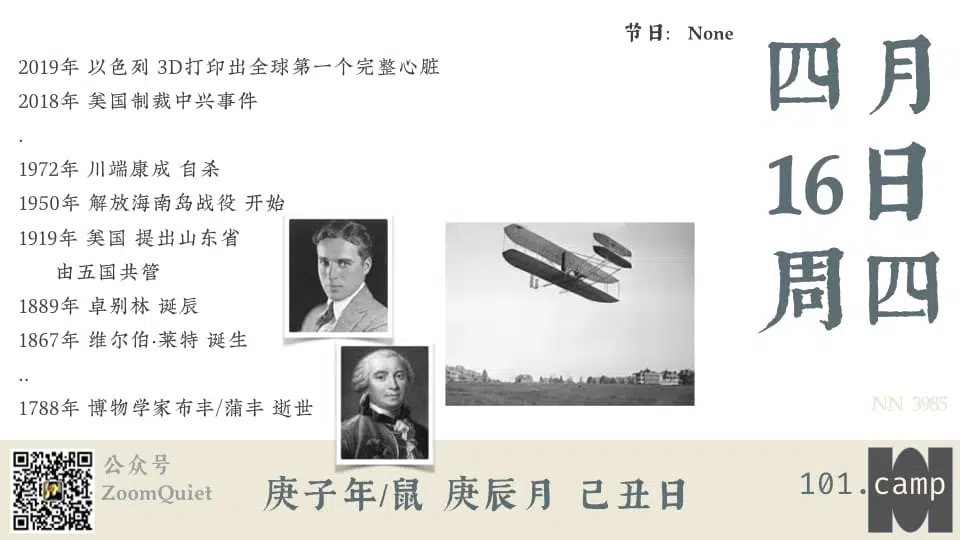 节日: None
四月
16日
周四
2019年 以色列 3D打印出全球第一个完整心脏
2018年 美国制裁中兴事件
.
1972年 川端康成 自杀
1950年 解放海南岛战役 开始
1919年 美国 提出山东省
由五国共管
1889年 卓别林 诞辰
1867年 维尔伯·莱特 诞生
..
1788年 博物学家布丰/蒲丰 逝世
NN 3985
公众号
ZoomQuiet
庚子年/鼠 庚辰月 己丑日
101.camp